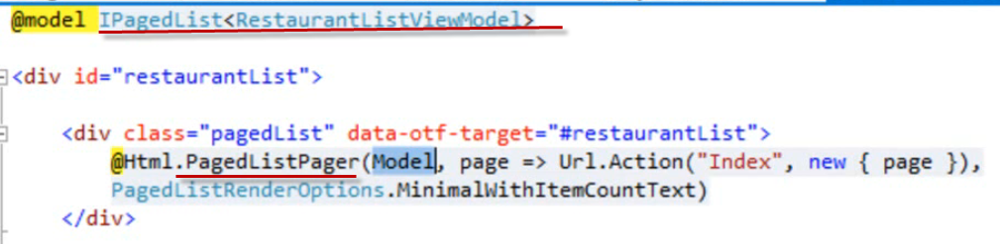 @model IPagedList<RestaurantListViewModel>
<div id="restaurantList">
<div class="pagedList" data-otf-target="#restaurantList">
@Html.PagedListPager(Model, page => Url.Action("Index", new { page }),
PagedListRenderOptions.MinimalWithItemCountText)
</div>